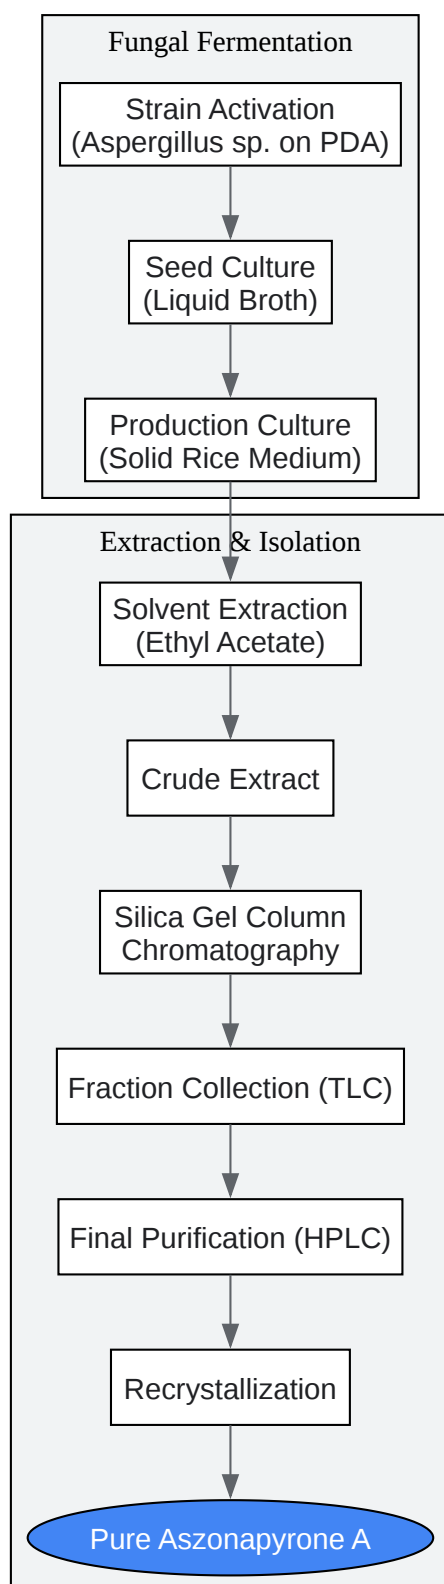 Fungal Fermentation
Strain Activation
(Aspergillus sp. on PDA)
Seed Culture
(Liquid Broth)
Production Culture
(Solid Rice Medium)
Extraction & Isolation
Solvent Extraction
(Ethyl Acetate)
Crude Extract
Silica Gel Column
Chromatography
Fraction Collection (TLC)
Final Purification (HPLC)
Recrystallization
Pure Aszonapyrone A